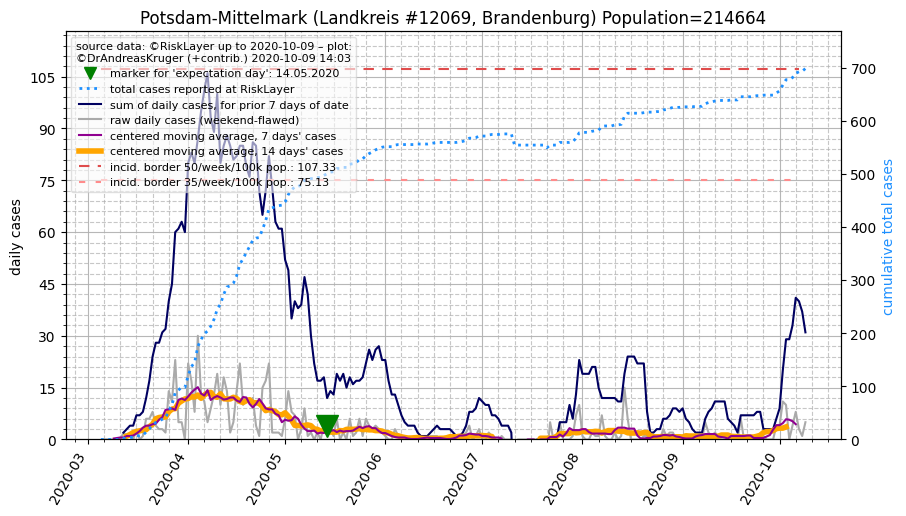 Potsdam-Mittelmark (Landkreis #12069, Brandenburg) Population=214664
source data: ©RiskLayer up to 2020-10-09 – plot:
©DrAndreasKruger (+contrib.) 2020-10-09 14:03
marker for 'expectation day': 14.05.2020
total cases reported at RiskLayer
sum of daily cases, for prior 7 days of date
raw daily cases (weekend-flawed)
centered moving average, 7 days' cases
centered moving average, 14 days' cases
incid. border 50/week/100k pop.: 107.33
incid. border 35/week/100k pop.: 75.13
daily cases
105
90
75
60
45
30
15
0
cumulative total cases
700
600
500
400
300
200
100
0
2020-03
2020-04
2020-05
2020-06
2020-07
2020-08
2020-09
2020-10